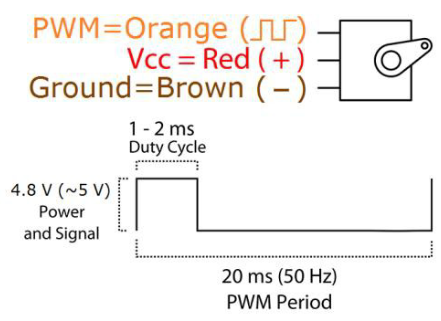 PWM=Orange (⎍⎍)
Vcc = Red ( + )
Ground=Brown ( − )
1 - 2 ms
Duty Cycle
4.8 V (~5 V)
Power
and Signal
20 ms (50 Hz)
PWM Period